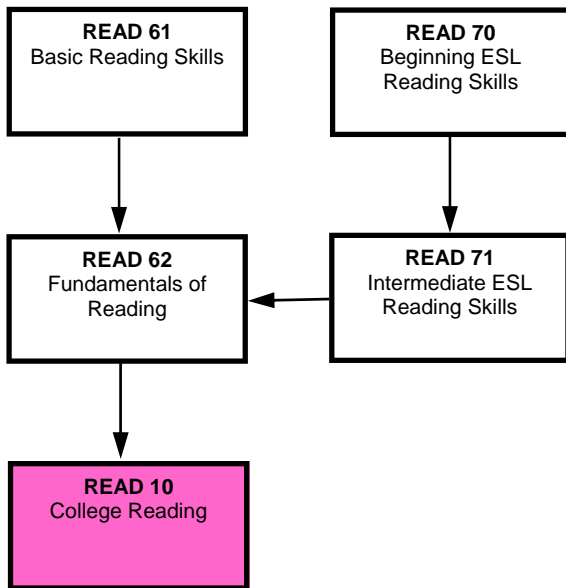 READ 61
Basic Reading Skills
READ 70
Beginning ESL
Reading Skills
READ 62
Fundamentals of
Reading
READ 71
Intermediate ESL
Reading Skills
READ 10
College Reading